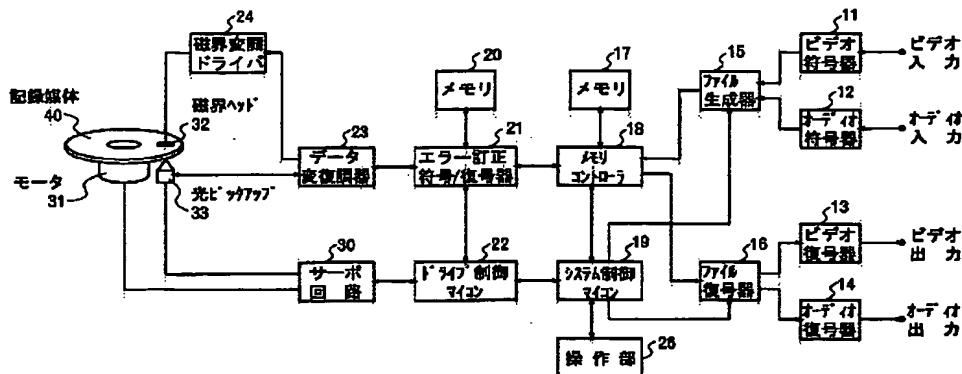 24
磁界変調
ドライバ
記録媒体
40
磁界ヘッド
32
モータ
31
光ピックアップ
33
23
データ
変復調器
30
サーボ
回路
20
メモリ
21
エラー訂正
符号/復号器
22
ドライブ制御
マイコン
17
メモリ
18
メモリ
コントローラ
19
システム制御
マイコン
26
操作部
15
ファイル
生成器
16
ファイル
復号器
11
ビデオ
符号器
ビデオ
入力
12
オーディオ
符号器
オーディオ
入力
13
ビデオ
復号器
ビデオ
出力
14
オーディオ
復号器
オーディオ
出力